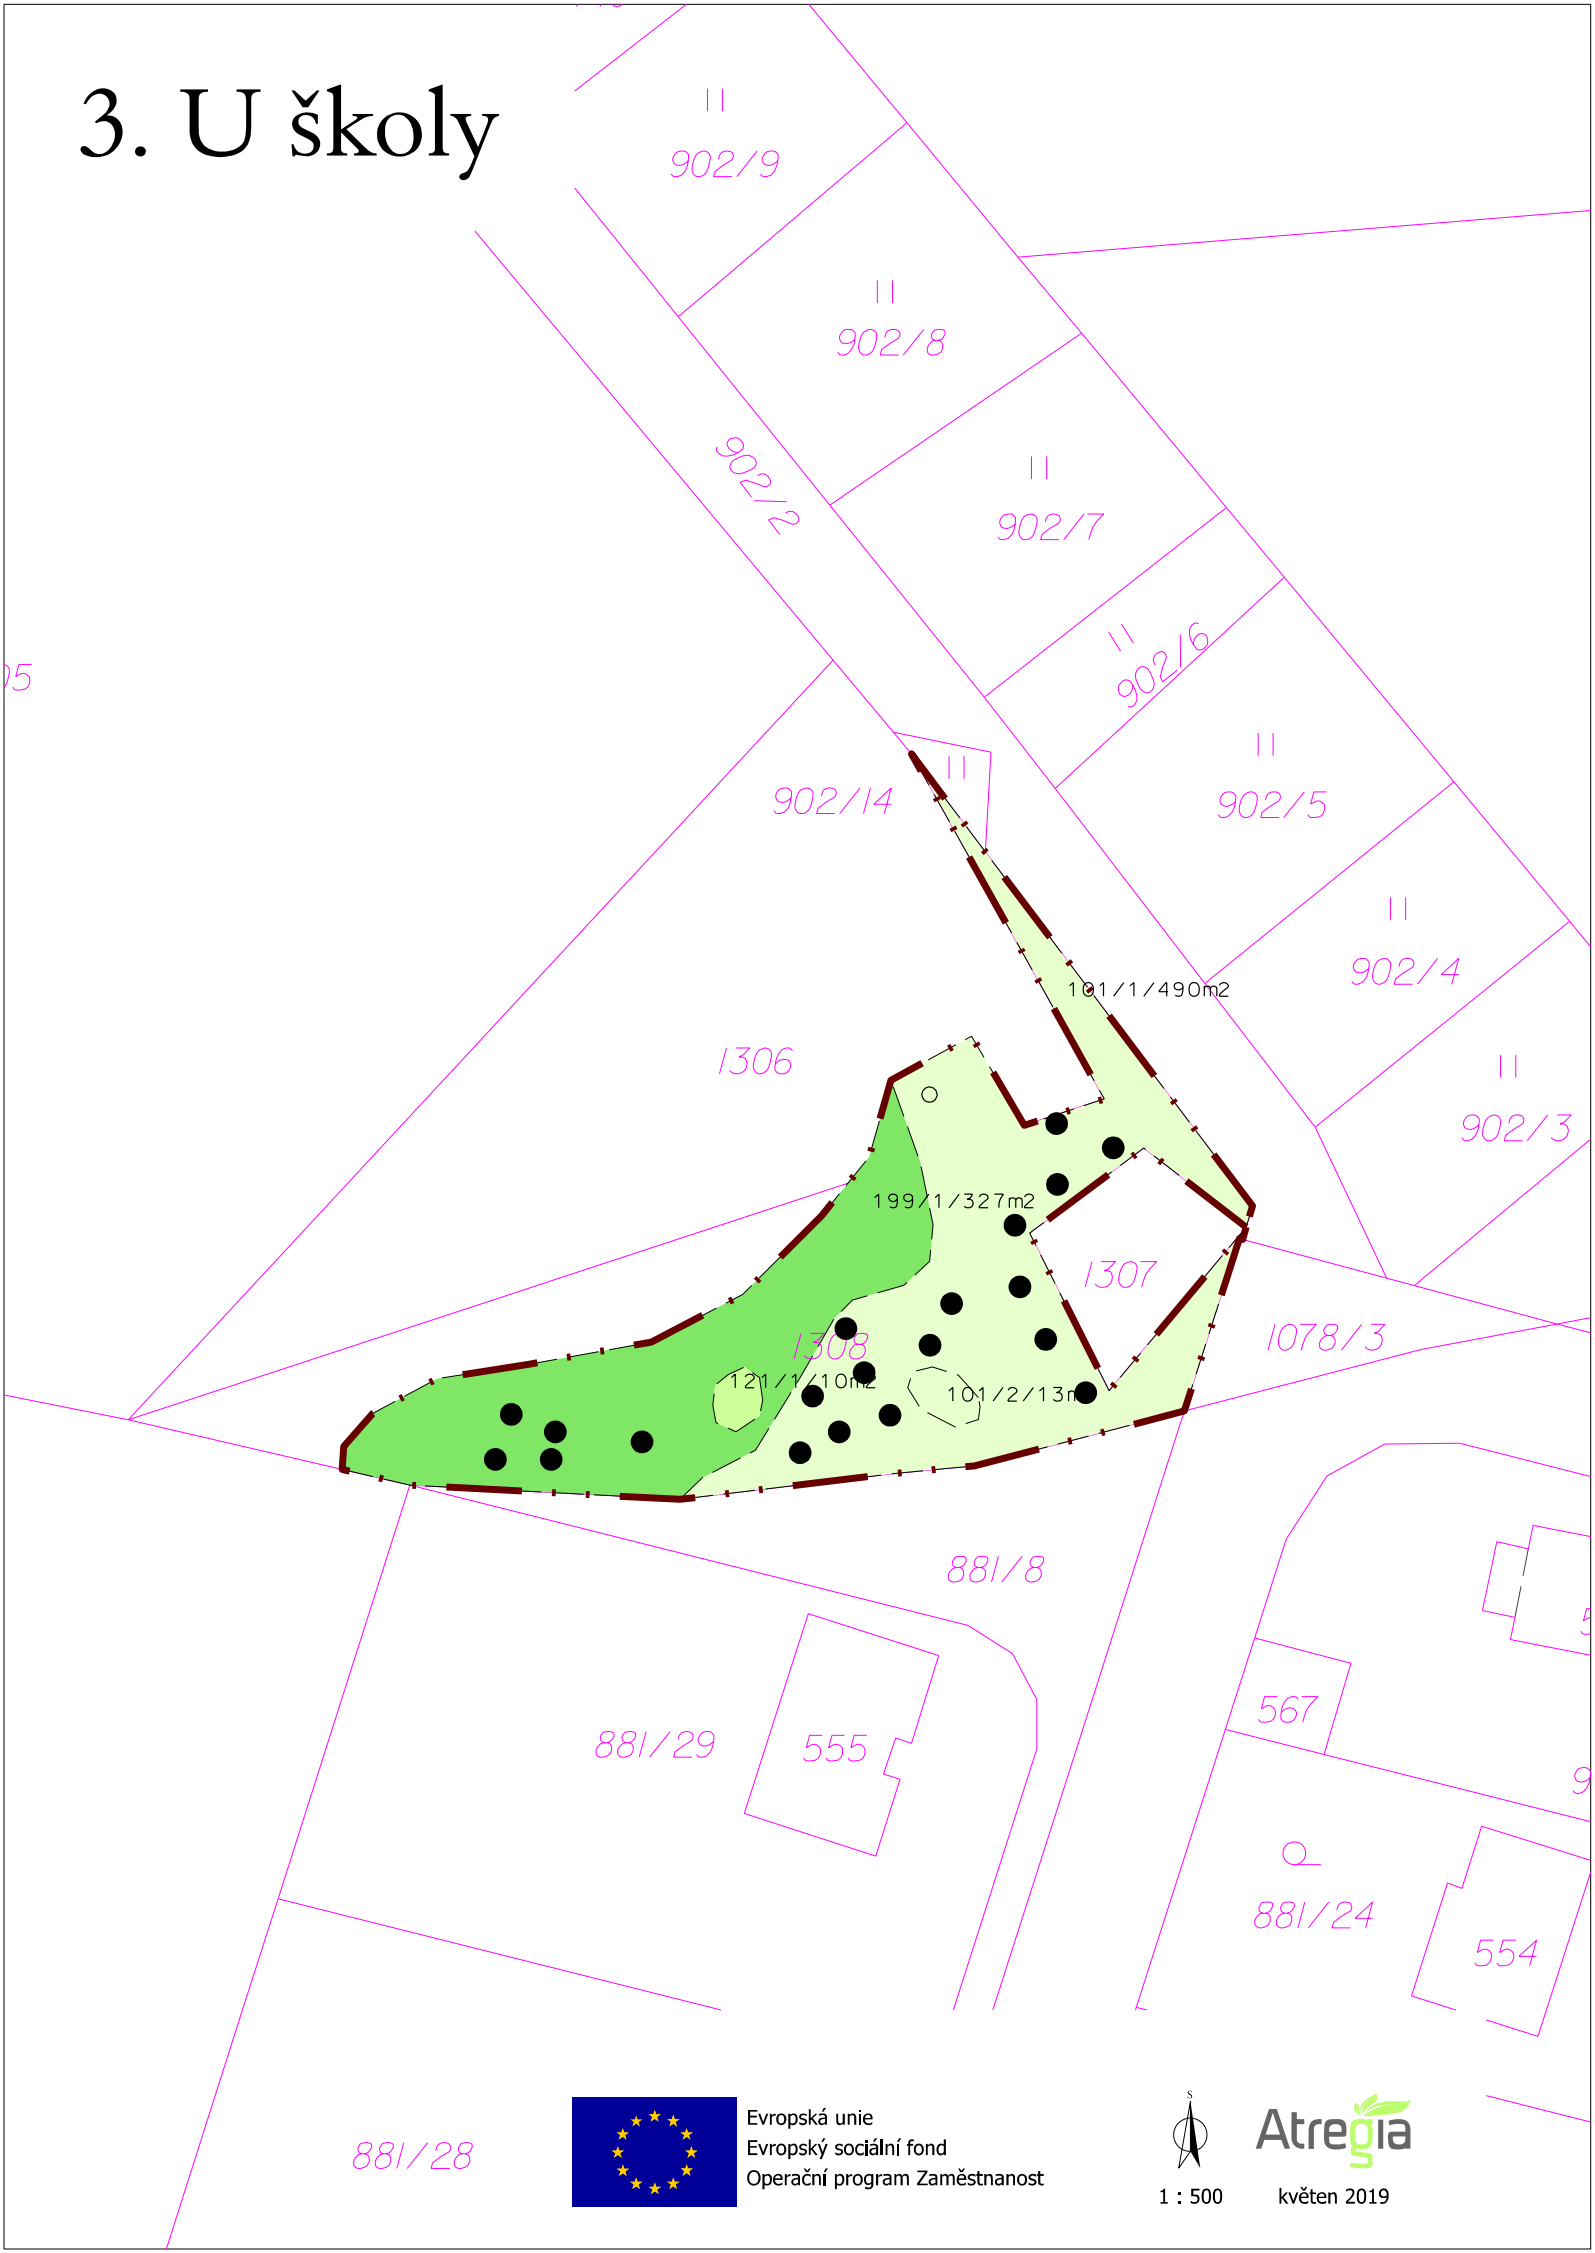 3. U školy
902/9
902/8
902/7
902/2
902/6
902/5
902/14
902/4
101/1/490m2
1306
902/3
199/1/327m2
1307
1308
1078/3
121/1/10m2
101/2/13m
881/8
567
881/29
555
881/24
554
881/28
Evropská unie
Evropský sociální fond
Operační program Zaměstnanost
S
1 : 500
Atregia
květen 2019